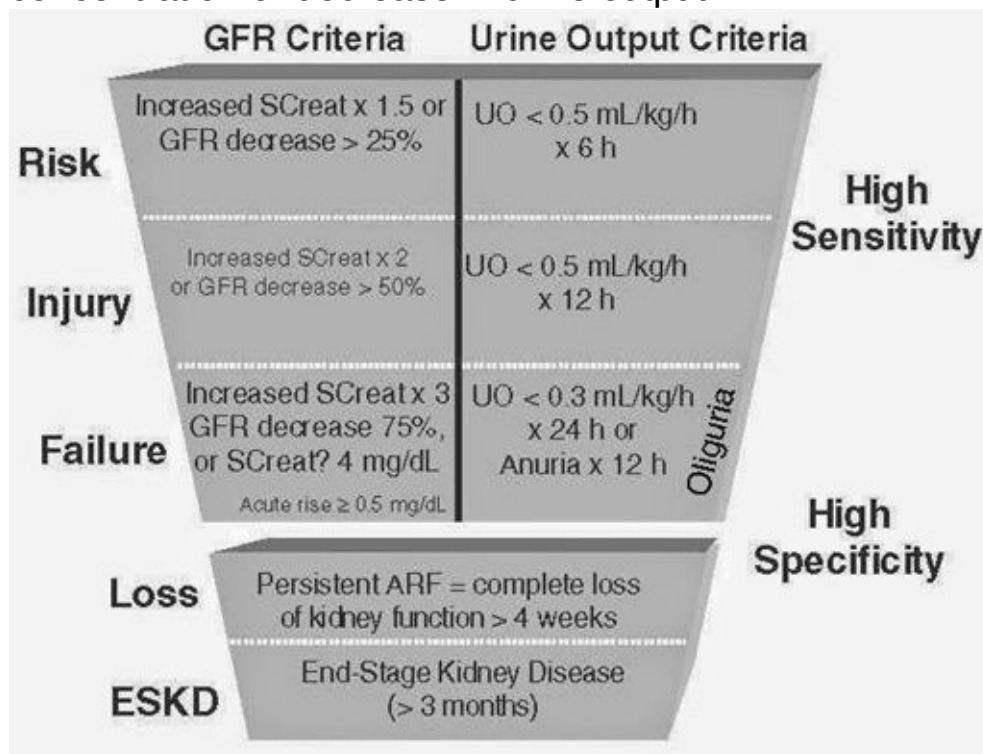 GFR Criteria
Urine Output Criteria
Risk
Increased SCreat x 1.5 or
GFR decrease > 25%
UO < 0.5 mL/kg/h
x 6 h
High
Sensitivity
Injury
Increased SCreat x 2
or GFR decrease > 50%
UO < 0.5 mL/kg/h
x 12 h
Failure
Increased SCreat x 3
GFR decrease 75%,
or SCreat? 4 mg/dL
Acute rise ≥ 0.5 mg/dL
UO < 0.3 mL/kg/h
x 24 h or
Anuria x 12 h
Oliguria
High
Specificity
Loss
Persistent ARF = complete loss
of kidney function > 4 weeks
ESKD
End-Stage Kidney Disease
(> 3 months)